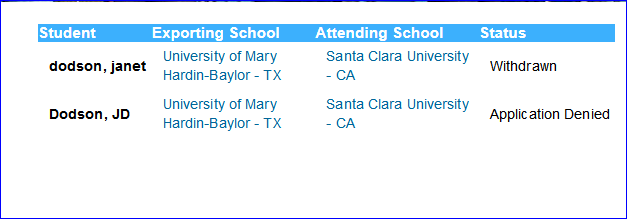 Student Exporting School Attending School Status
dodson, janet University of Mary Hardin-Baylor - TX Santa Clara University - CA Withdrawn
Dodson, JD University of Mary Hardin-Baylor - TX Santa Clara University - CA Application Denied